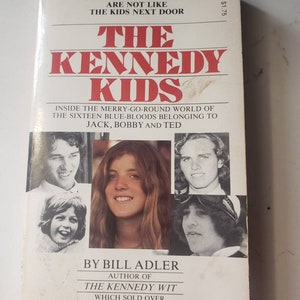 ARE NOT LIKE
THE KIDS NEXT DOOR
$1.75
THE
KENNEDY
KIDS
INSIDE THE MERRY-GO-ROUND WORLD OF
THE SIXTEEN BLUE-BLOODS BELONGING TO
JACK, BOBBY AND TED
BY BILL ADLER
AUTHOR OF
THE KENNEDY WIT
WHICH SOLD OVER